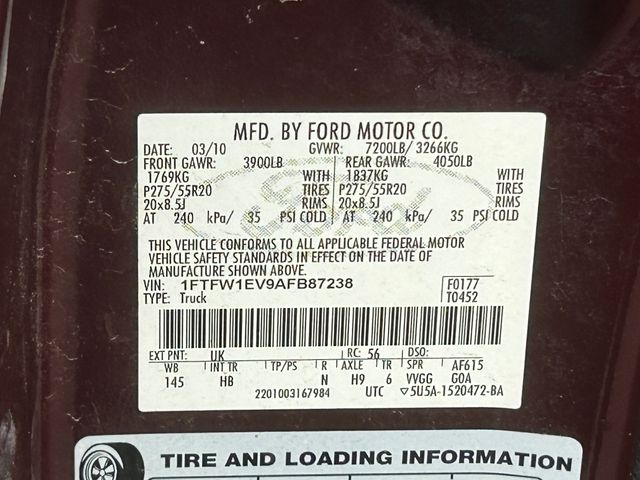 MFD. BY FORD MOTOR CO.
DATE: 03/10 GVWR: 7200LB/ 3266KG
FRONT GAWR: 3900LB REAR GAWR: 4050LB
1769KG WITH 1837KG WITH
P275/55R20 TIRES P275/55R20 TIRES
20x8.5J RIMS 20x8.5J RIMS
AT 240 kPa/ 35 PSI COLD AT 240 kPa/ 35 PSI COLD
Ford
THIS VEHICLE CONFORMS TO ALL APPLICABLE FEDERAL MOTOR
VEHICLE SAFETY STANDARDS IN EFFECT ON THE DATE OF
MANUFACTURE SHOWN ABOVE.
VIN: 1FTFW1EV9AFB87238 F0177
TYPE: Truck T0452
EXT PNT: UK RC: 56 DSO:
WB INT TR TP/PS R AXLE TR SPR AF615
145 HB N H9 6 VVGG GOA
2201003167984 UTC ▽5U5A-1520472-BA
TIRE AND LOADING INFORMATION